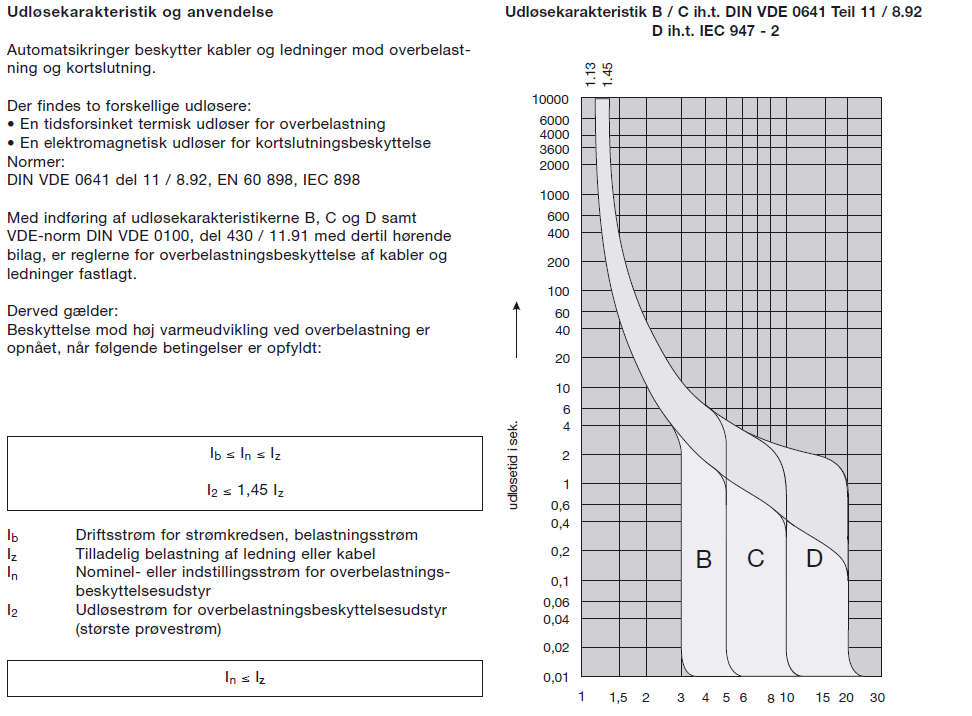 Udløsekarakteristik og anvendelse
Automatsikringer beskytter kabler og ledninger mod overbelast-
ning og kortslutning.
Der findes to forskellige udløsere:
• En tidsforsinket termisk udløser for overbelastning
• En elektromagnetisk udløser for kortslutningsbeskyttelse
Normer:
DIN VDE 0641 del 11 / 8.92, EN 60 898, IEC 898
Med indføring af udløsekarakteristikerne B, C og D samt
VDE-norm DIN VDE 0100, del 430 / 11.91 med dertil hørende
bilag, er reglerne for overbelastningsbeskyttelse af kabler og
ledninger fastlagt.
Derved gælder:
Beskyttelse mod høj varmeudvikling ved overbelastning er
opnået, når følgende betingelser er opfyldt:
Ib ≤ In ≤ Iz
I2 ≤ 1,45 Iz
Ib Driftsstrøm for strømkredsen, belastningsstrøm
Iz Tilladelig belastning af ledning eller kabel
In Nominel- eller indstillingsstrøm for overbelastnings-
beskyttelsesudstyr
I2 Udløsestrøm for overbelastningsbeskyttelsesudstyr
(største prøvestrøm)
In ≤ Iz
Udløsekarakteristik B / C ih.t. DIN VDE 0641 Teil 11 / 8.92
D ih.t. IEC 947 - 2
1.13
1.45
10000
6000
4000
3600
2000
1000
600
400
200
100
60
40
20
10
6
4
2
1
0,6
0,4
0,2
0,1
0,06
0,04
0,02
0,01
udløsetid i sek.
B C D
1 1,5 2 3 4 5 6 8 10 15 20 30